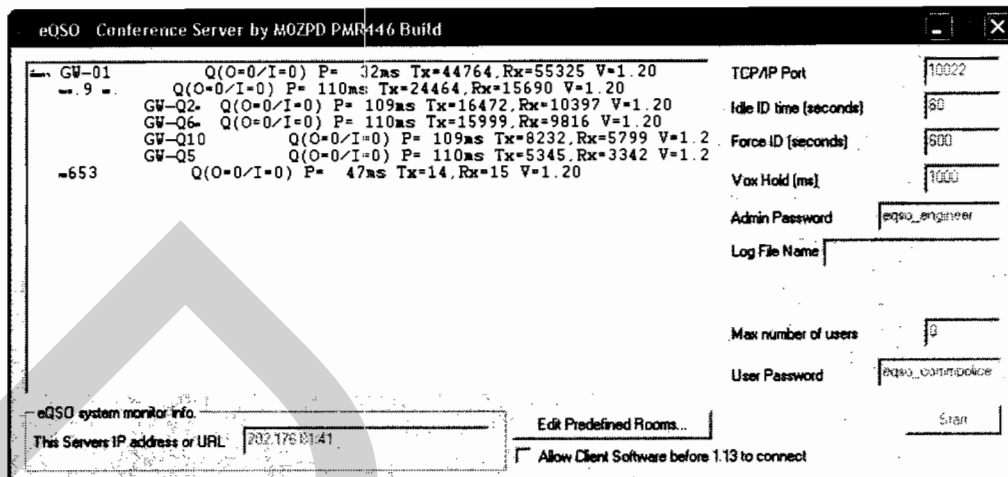 eQSO Conference Server by M0ZPD PMR446 Build
GW-01 Q(O=0/I=0) P= 32ms Tx=44764,Rx=55325 V=1.20
.9 Q(O=0/I=0) P= 110ms Tx=24464,Rx=15690 V=1.20
GW-Q2- Q(O=0/I=0) P= 109ms Tx=16472,Rx=10397 V=1.20
GW-Q6- Q(O=0/I=0) P= 110ms Tx=15999,Rx=9816 V=1.20
GW-Q10 Q(O=0/I=0) P= 109ms Tx=8232,Rx=5799 V=1.2
GW-Q5 Q(O=0/I=0) P= 110ms Tx=5345,Rx=3342 V=1.2
=653 Q(O=0/I=0) P= 47ms Tx=14,Rx=15 V=1.20
TCP/IP Port 10022
Idle ID time (seconds) 60
Force ID (seconds) 600
Vox Hold (ms) 1000
Admin Password eqso_engineer
Log File Name
Max number of users 0
User Password eqso_commpolice
Start
eQSO system monitor info.
This Servers IP address or URL
Edit Predefined Rooms...
Allow Client Software before 1.13 to connect